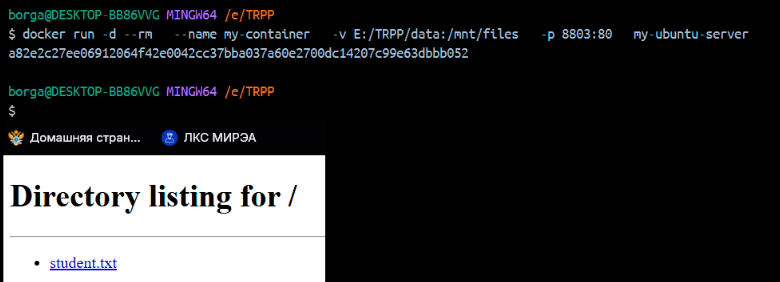 borga@DESKTOP-BB86VVG MINGW64 /e/TRPP
$ docker run -d --rm   --name my-container   -v E:/TRPP/data:/mnt/files   -p 8803:80   my-ubuntu-server
a82e2c27ee06912064f42e0042cc37bba037a60e2700dc14207c99e63dbbb052
borga@DESKTOP-BB86VVG MINGW64 /e/TRPP
$
Домашняя стран... ЛКС МИРЭА
Directory listing for /
• student.txt